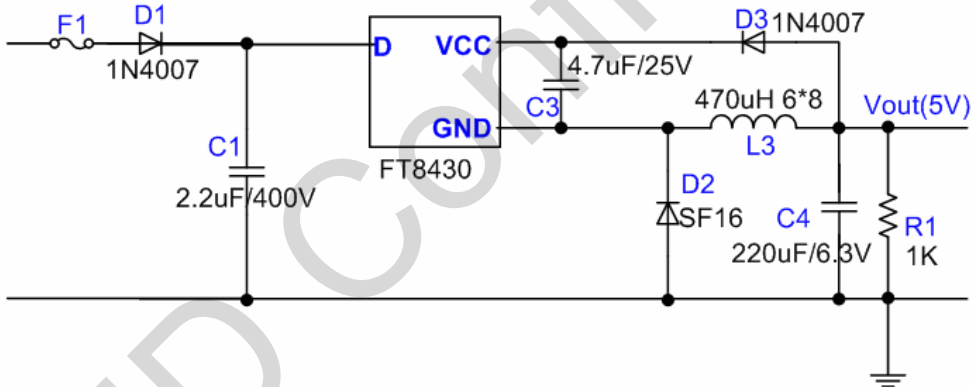 F1
D1
1N4007
C1
2.2uF/400V
D
VCC
GND
FT8430
C3
4.7uF/25V
D3
1N4007
470uH 6*8
L3
Vout(5V)
D2
SF16
C4
220uF/6.3V
R1
1K